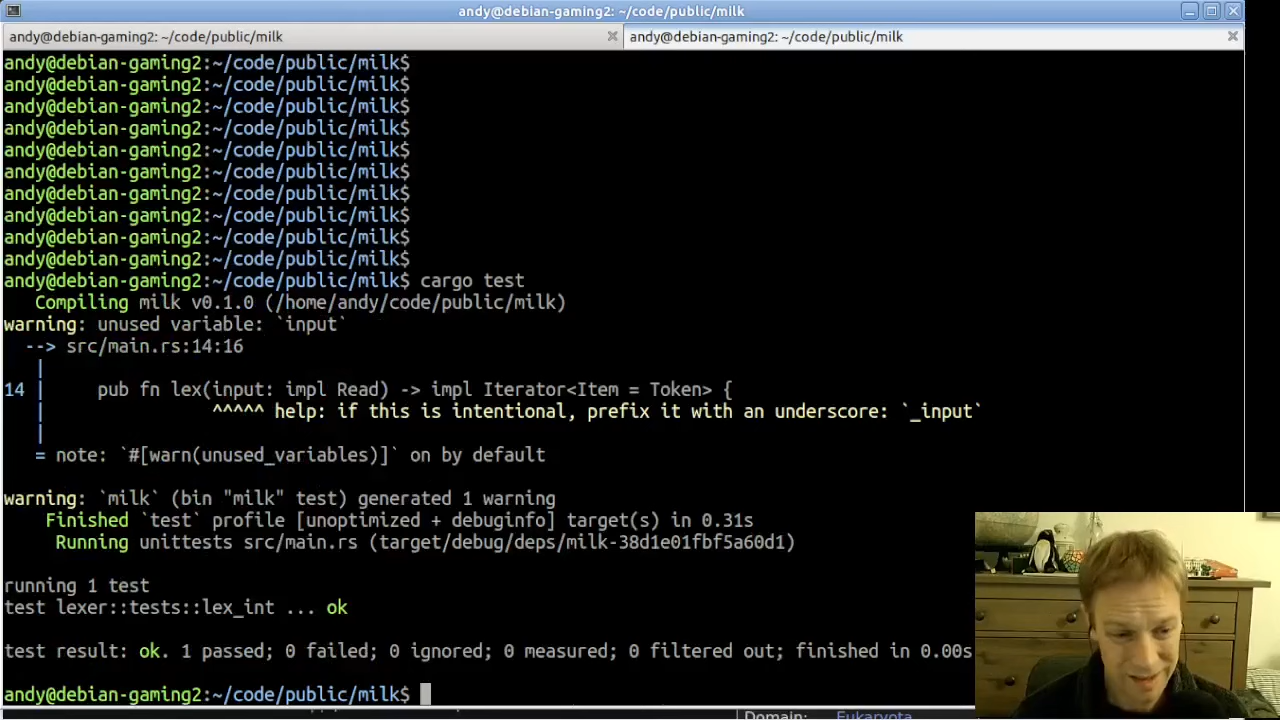 andy@debian-gaming2: ~/code/public/milk
andy@debian-gaming2: ~/code/public/milk
andy@debian-gaming2: ~/code/public/milk
andy@debian-gaming2:~/code/public/milk$
andy@debian-gaming2:~/code/public/milk$
andy@debian-gaming2:~/code/public/milk$
andy@debian-gaming2:~/code/public/milk$
andy@debian-gaming2:~/code/public/milk$
andy@debian-gaming2:~/code/public/milk$
andy@debian-gaming2:~/code/public/milk$
andy@debian-gaming2:~/code/public/milk$
andy@debian-gaming2:~/code/public/milk$
andy@debian-gaming2:~/code/public/milk$
andy@debian-gaming2:~/code/public/milk$ cargo test
   Compiling milk v0.1.0 (/home/andy/code/public/milk)
warning: unused variable: `input`
  --> src/main.rs:14:16
   |
14 |     pub fn lex(input: impl Read) -> impl Iterator<Item = Token> {
   |                ^^^^^ help: if this is intentional, prefix it with an underscore: `_input`
   |
   = note: `#[warn(unused_variables)]` on by default
warning: `milk` (bin "milk" test) generated 1 warning
    Finished `test` profile [unoptimized + debuginfo] target(s) in 0.31s
     Running unittests src/main.rs (target/debug/deps/milk-38d1e01fbf5a60d1)
running 1 test
test lexer::tests::lex_int ... ok
test result: ok. 1 passed; 0 failed; 0 ignored; 0 measured; 0 filtered out; finished in 0.00s
andy@debian-gaming2:~/code/public/milk$
Domain: Eukaryota